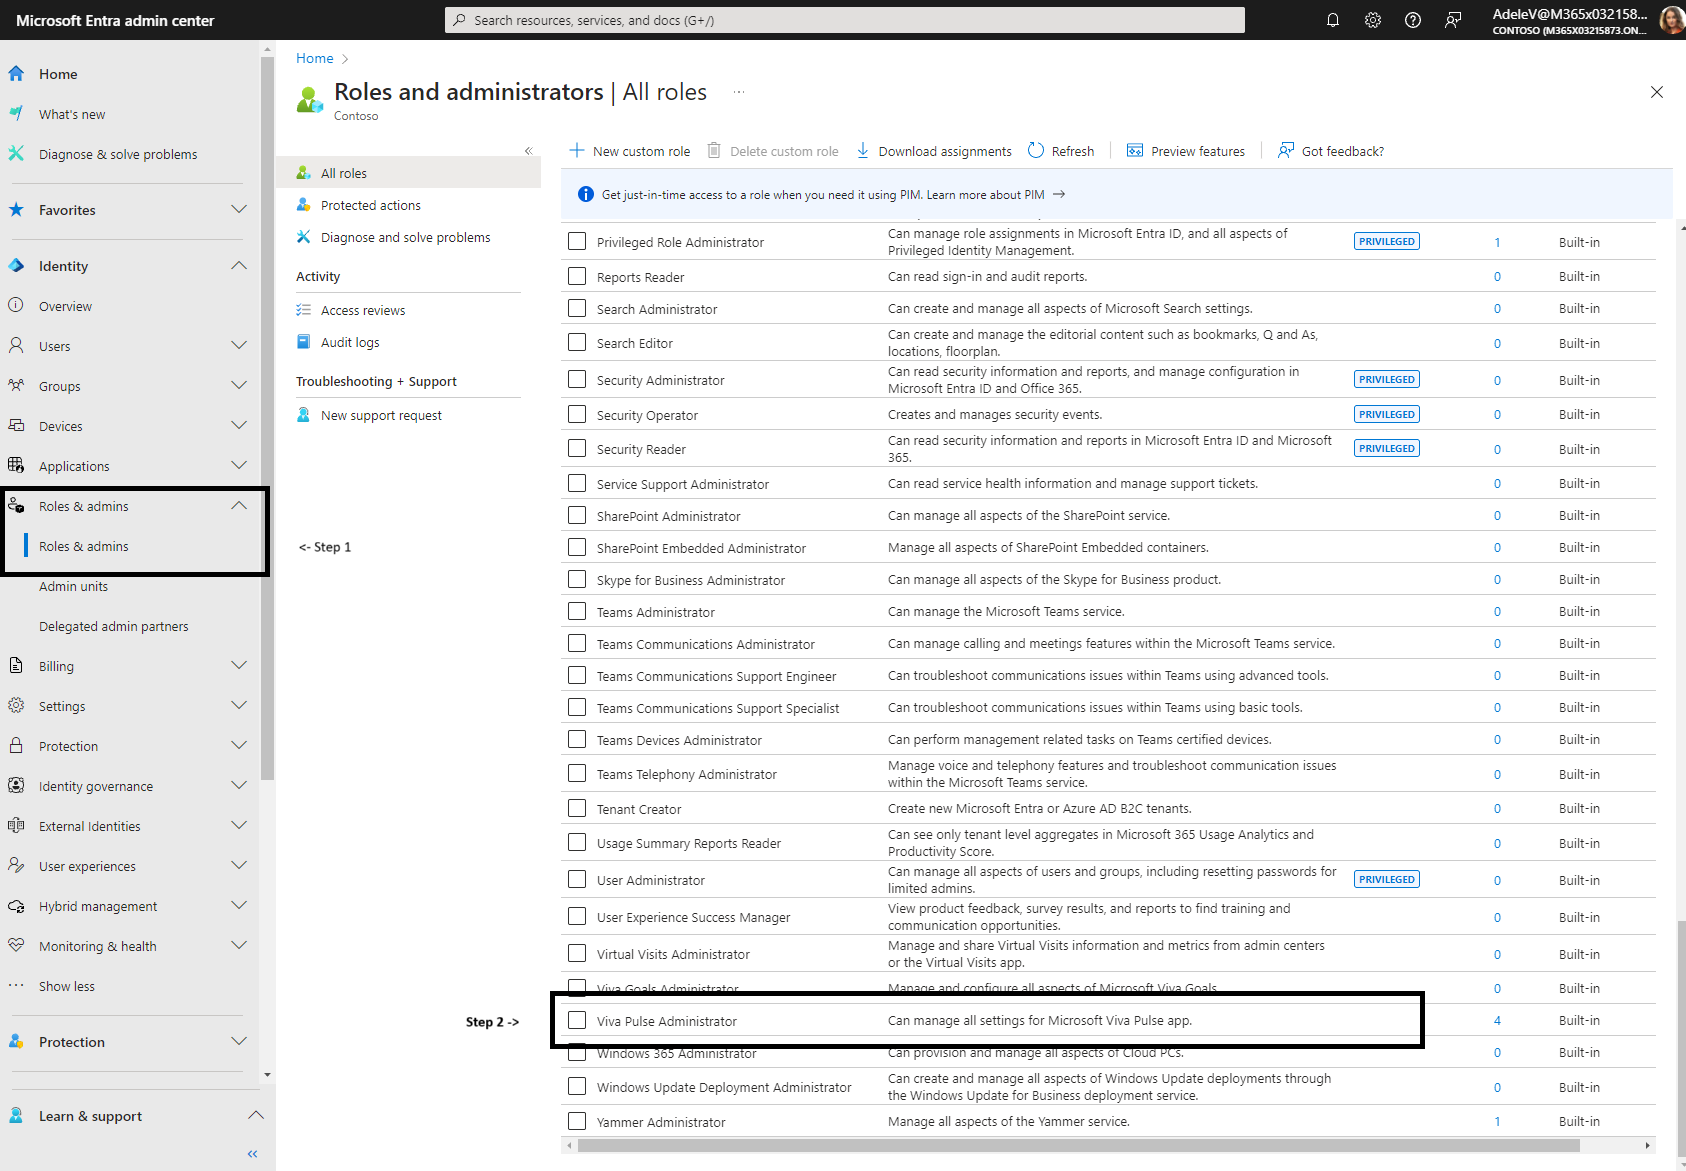 Microsoft Entra admin center
Search resources, services, and docs (G+/)
AdeleV@M365x032158...
CONTOSO (M365X03215873.ON...
Home
What's new
Diagnose & solve problems
Favorites
Identity
Overview
Users
Groups
Devices
Applications
Roles & admins
Roles & admins
Admin units
Delegated admin partners
Billing
Settings
Protection
Identity governance
External Identities
User experiences
Hybrid management
Monitoring & health
Show less
Protection
Learn & support
Home
Roles and administrators | All roles
Contoso
All roles
Protected actions
Diagnose and solve problems
Activity
Access reviews
Audit logs
Troubleshooting + Support
New support request
<- Step 1
Step 2 ->
New custom role Delete custom role Download assignments Refresh Preview features Got feedback?
Get just-in-time access to a role when you need it using PIM. Learn more about PIM →
Privileged Role Administrator Can manage role assignments in Microsoft Entra ID, and all aspects of PRIVILEGED 1 Built-in
Privileged Identity Management.
Reports Reader Can read sign-in and audit reports. 0 Built-in
Search Administrator Can create and manage all aspects of Microsoft Search settings. 0 Built-in
Search Editor Can create and manage the editorial content such as bookmarks, Q and As, 0 Built-in
locations, floorplan.
Security Administrator Can read security information and reports, and manage configuration in PRIVILEGED 0 Built-in
Microsoft Entra ID and Office 365.
Security Operator Creates and manages security events. PRIVILEGED 0 Built-in
Security Reader Can read security information and reports in Microsoft Entra ID and Microsoft PRIVILEGED 0 Built-in
365.
Service Support Administrator Can read service health information and manage support tickets. 0 Built-in
SharePoint Administrator Can manage all aspects of the SharePoint service. 0 Built-in
SharePoint Embedded Administrator Manage all aspects of SharePoint Embedded containers. 0 Built-in
Skype for Business Administrator Can manage all aspects of the Skype for Business product. 0 Built-in
Teams Administrator Can manage the Microsoft Teams service. 0 Built-in
Teams Communications Administrator Can manage calling and meetings features within the Microsoft Teams service. 0 Built-in
Teams Communications Support Engineer Can troubleshoot communications issues within Teams using advanced tools. 0 Built-in
Teams Communications Support Specialist Can troubleshoot communications issues within Teams using basic tools. 0 Built-in
Teams Devices Administrator Can perform management related tasks on Teams certified devices. 0 Built-in
Teams Telephony Administrator Manage voice and telephony features and troubleshoot communication issues 0 Built-in
within the Microsoft Teams service.
Tenant Creator Create new Microsoft Entra or Azure AD B2C tenants. 0 Built-in
Usage Summary Reports Reader Can see only tenant level aggregates in Microsoft 365 Usage Analytics and 0 Built-in
Productivity Score.
User Administrator Can manage all aspects of users and groups, including resetting passwords for PRIVILEGED 0 Built-in
limited admins.
User Experience Success Manager View product feedback, survey results, and reports to find training and 0 Built-in
communication opportunities.
Virtual Visits Administrator Manage and share Virtual Visits information and metrics from admin centers 0 Built-in
or the Virtual Visits app.
Viva Goals Administrator Manage and configure all aspects of Microsoft Viva Goals. 0 Built-in
Viva Pulse Administrator Can manage all settings for Microsoft Viva Pulse app. 4 Built-in
Windows 365 Administrator Can provision and manage all aspects of Cloud PCs. 0 Built-in
Windows Update Deployment Administrator Can create and manage all aspects of Windows Update deployments through 0 Built-in
the Windows Update for Business deployment service.
Yammer Administrator Manage all aspects of the Yammer service. 1 Built-in